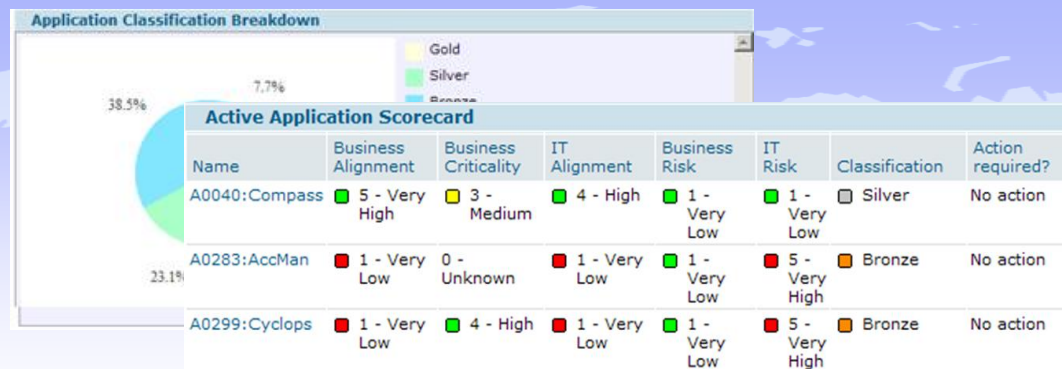 Application Classification Breakdown
Gold
Silver
Bronze
7.7%
38.5%
23.1%
Active Application Scorecard
Name
Business Alignment
Business Criticality
IT Alignment
Business Risk
IT Risk
Classification
Action required?
A0040:Compass
5 - Very High
3 - Medium
4 - High
1 - Very Low
1 - Very Low
Silver
No action
A0283:AccMan
1 - Very Low
0 - Unknown
1 - Very Low
1 - Very Low
5 - Very High
Bronze
No action
A0299:Cyclops
1 - Very Low
4 - High
1 - Very Low
1 - Very Low
5 - Very High
Bronze
No action